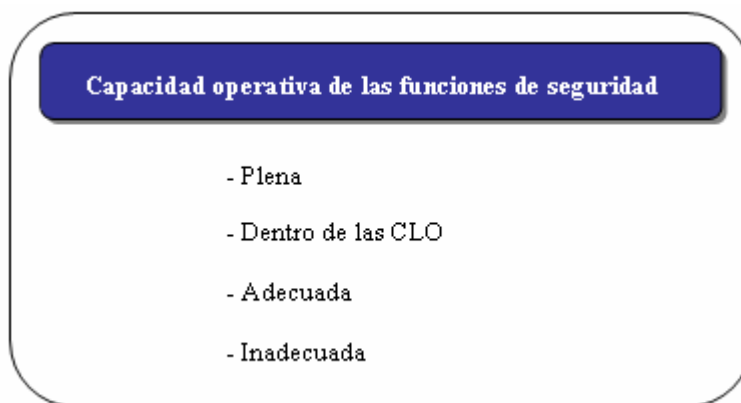 Capacidad operativa de las funciones de seguridad
- Plena
- Dentro de las CLO
- Adecuada
- Inadecuada